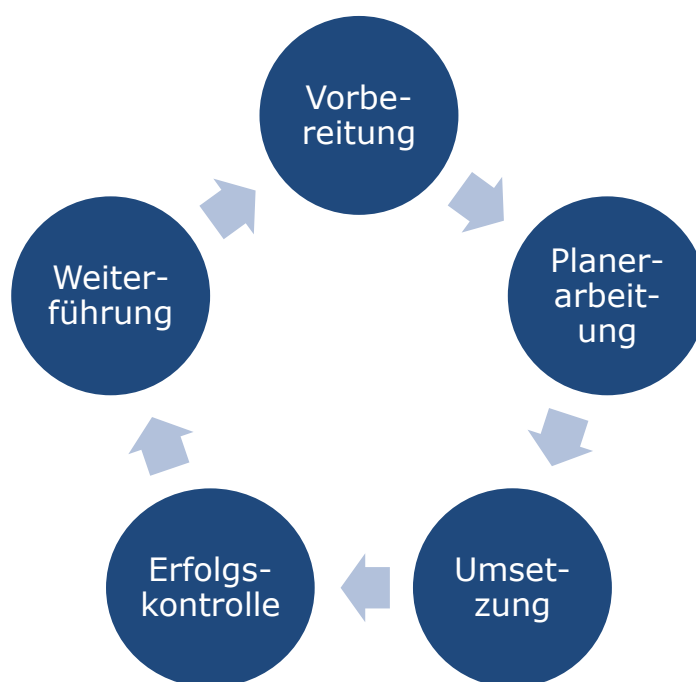 Vorbe-
reitung
Planer-
arbeit-
ung
Umset-
zung
Erfolgs-
kontrolle
Weiter-
führung